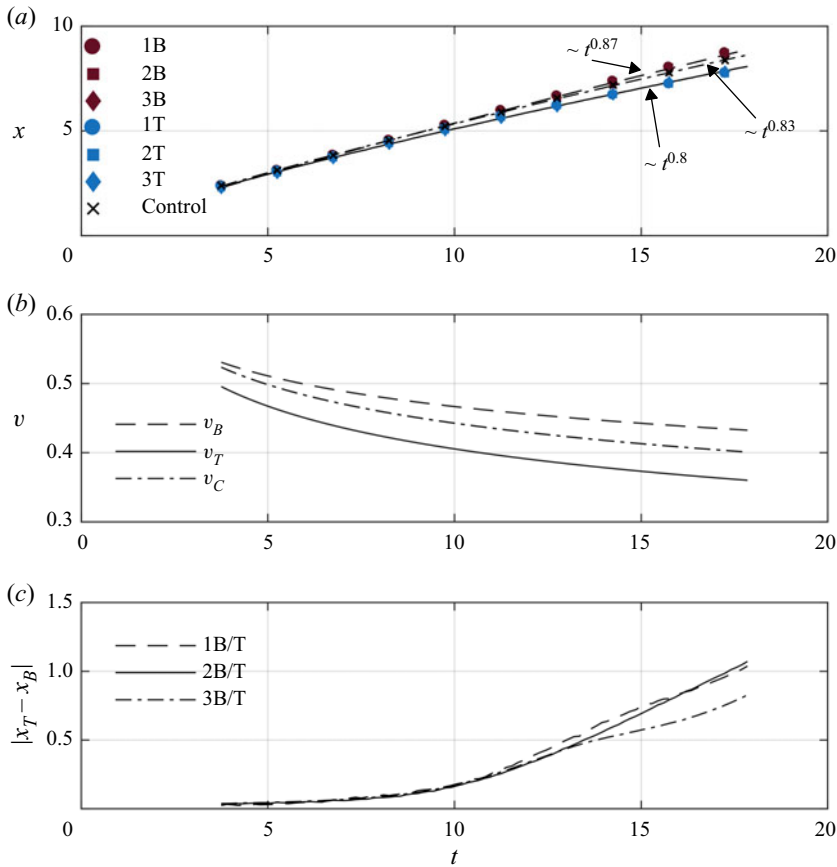 (a)
10
1B
2B
3B
1T
2T
3T
Control
x
5
0
5
10
15
20
~ t^0.87
~ t^0.83
~ t^0.8
(b)
0.6
0.5
v
0.4
0.3
v_B
v_T
v_C
5
10
15
20
(c)
1.5
1B/T
2B/T
3B/T
|x_T – x_B|
1.0
0.5
0
5
10
15
20
t